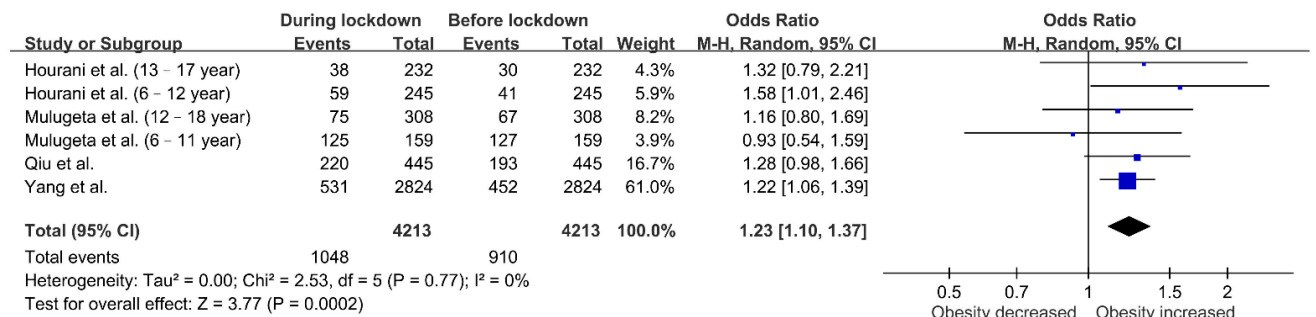 During lockdown Before lockdown Odds Ratio Odds Ratio
Study or Subgroup Events Total Events Total Weight M-H, Random, 95% CI M-H, Random, 95% CI
Hourani et al. (13 - 17 year) 38 232 30 232 4.3% 1.32 [0.79, 2.21]
Hourani et al. (6 - 12 year) 59 245 41 245 5.9% 1.58 [1.01, 2.46]
Mulugeta et al. (12 - 18 year) 75 308 67 308 8.2% 1.16 [0.80, 1.69]
Mulugeta et al. (6 - 11 year) 125 159 127 159 3.9% 0.93 [0.54, 1.59]
Qiu et al. 220 445 193 445 16.7% 1.28 [0.98, 1.66]
Yang et al. 531 2824 452 2824 61.0% 1.22 [1.06, 1.39]
Total (95% CI) 4213 4213 100.0% 1.23 [1.10, 1.37]
Total events 1048 910
Heterogeneity: Tau² = 0.00; Chi² = 2.53, df = 5 (P = 0.77); I² = 0%
Test for overall effect: Z = 3.77 (P = 0.0002)
0.5 0.7 1 1.5 2
Obesity decreased Obesity increased